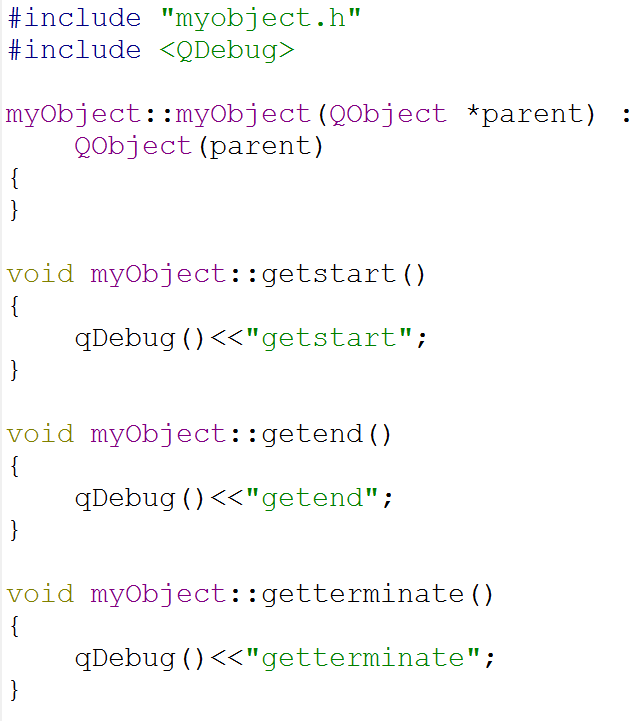 #include "myobject.h"
#include <QDebug>

myObject::myObject(QObject *parent) :
    QObject(parent)
{
}

void myObject::getstart()
{
    qDebug()<<"getstart";
}

void myObject::getend()
{
    qDebug()<<"getend";
}

void myObject::getterminate()
{
    qDebug()<<"getterminate";
}